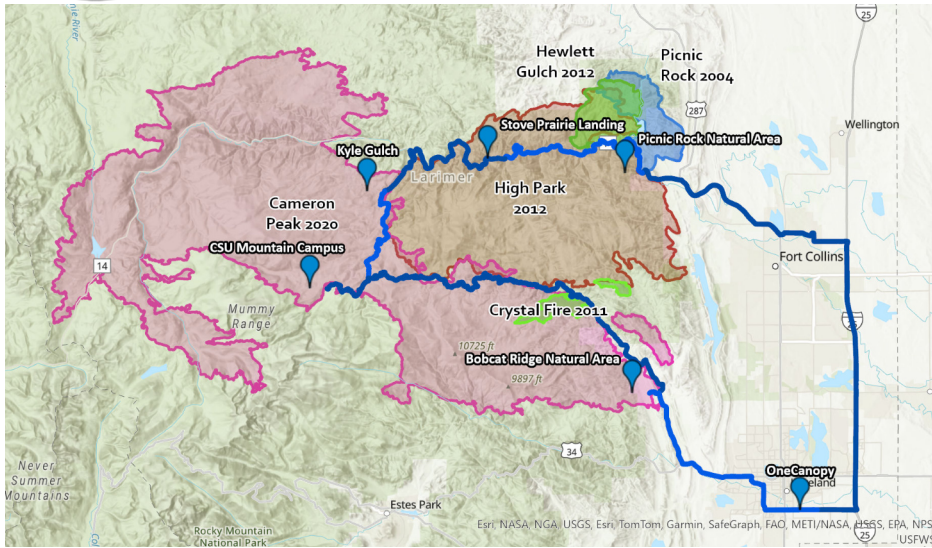 25
Hewlett
Gulch 2012
Picnic
Rock 2004
287
Wellington
Stove Prairie Landing
Picnic Rock Natural Area
Kyle Gulch
Larimer
High Park
2012
Cameron
Peak 2020
CSU Mountain Campus
14
Fort Collins
Mummy
Range
Crystal Fire 2011
25
10725 ft
Bobcat Ridge Natural Area
9897 ft
34
Never
Summer
Mountains
OneCanopy
Estes Park
Rocky Mountain
National Park
Esri, NASA, NGA, USGS, Esri, TomTom, Garmin, SafeGraph, FAO, METI/NASA, USGS, EPA, NPS,
USFWS
25